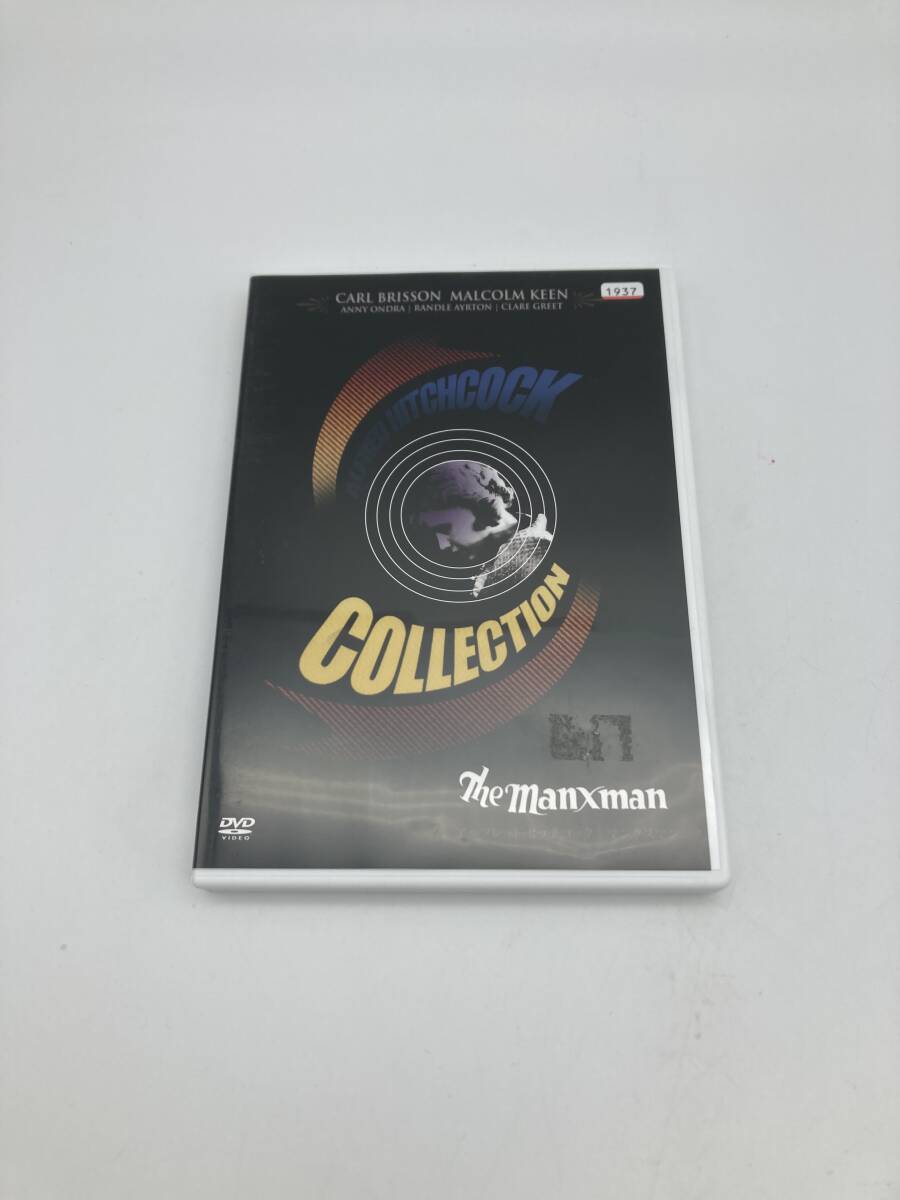 CARL BRISSON MALCOLM KEEN
1937
ANNY ONDRA | RANDLE AYRTON | CLARE GREET
ALFRED HITCHCOCK
COLLECTION
The Manxman
DVD
VIDEO